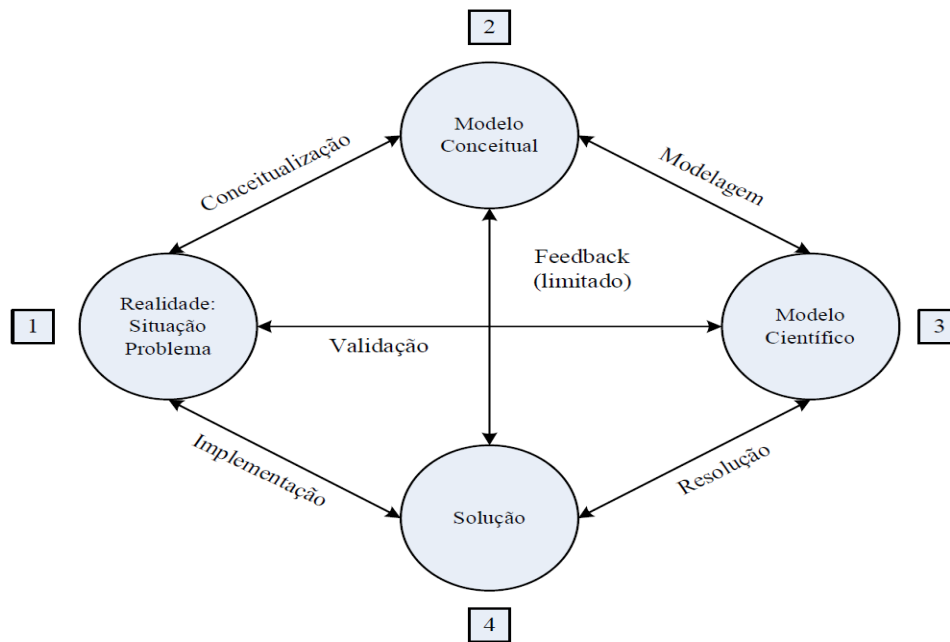 2
Modelo
Conceitual
Conceitualização
Modelagem
Feedback
(limitado)
1
Realidade:
Situação
Problema
Validação
Modelo
Científico
3
Implementação
Resolução
Solução
4